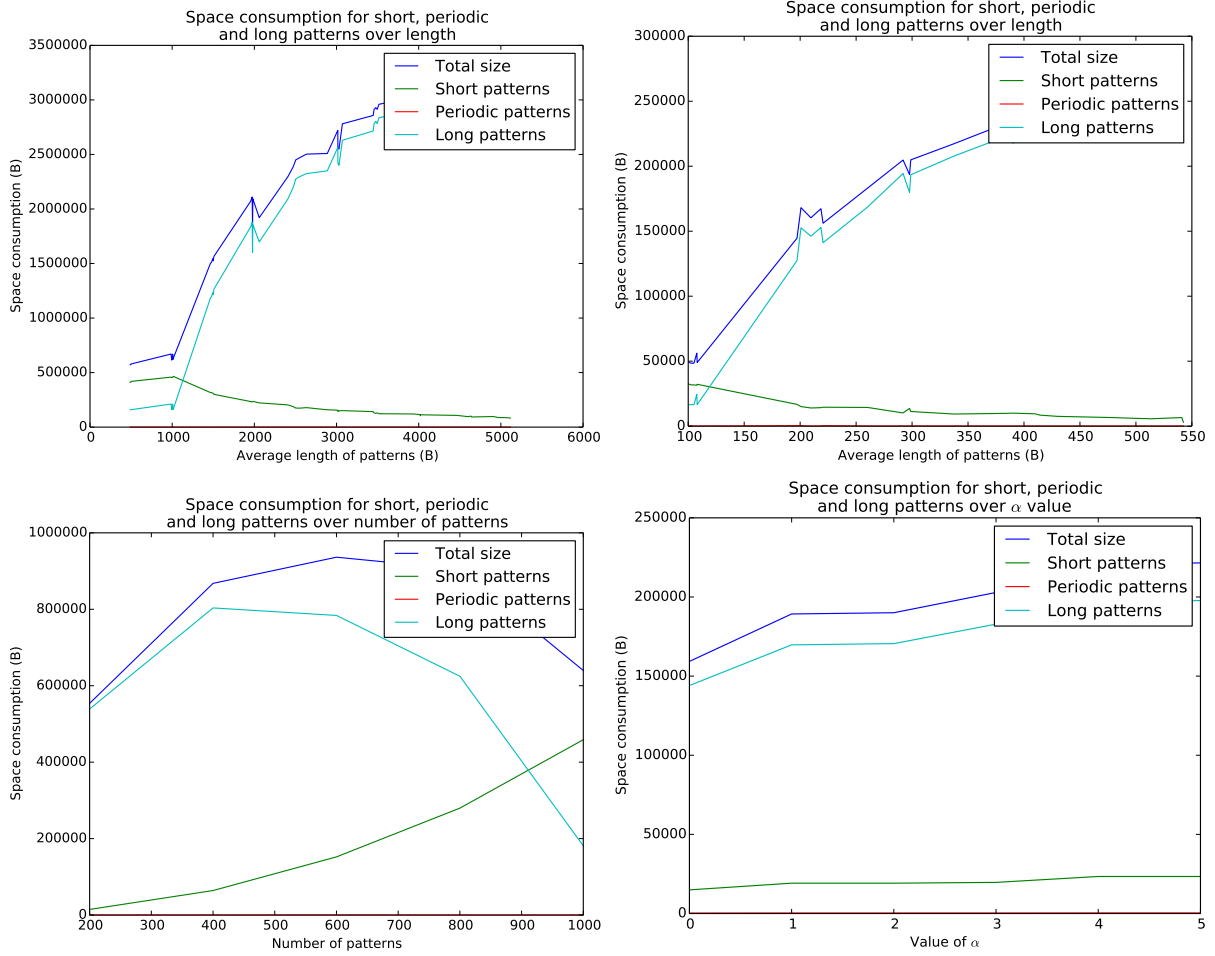 Space consumption for short, periodic
and long patterns over length
3500000
3000000
2500000
2000000
1500000
1000000
500000
0
Space consumption (B)
Total size
Short patterns
Periodic patterns
Long patterns
0 1000 2000 3000 4000 5000 6000
Average length of patterns (B)
Space consumption for short, periodic
and long patterns over length
300000
250000
200000
150000
100000
50000
0
Space consumption (B)
Total size
Short patterns
Periodic patterns
Long patterns
100 150 200 250 300 350 400 450 500 550
Average length of patterns (B)
Space consumption for short, periodic
and long patterns over number of patterns
1000000
800000
600000
400000
200000
0
Space consumption (B)
Total size
Short patterns
Periodic patterns
Long patterns
200 300 400 500 600 700 800 900 1000
Number of patterns
Space consumption for short, periodic
and long patterns over α value
250000
200000
150000
100000
50000
0
Space consumption (B)
Total size
Short patterns
Periodic patterns
Long patterns
0 1 2 3 4 5
Value of α